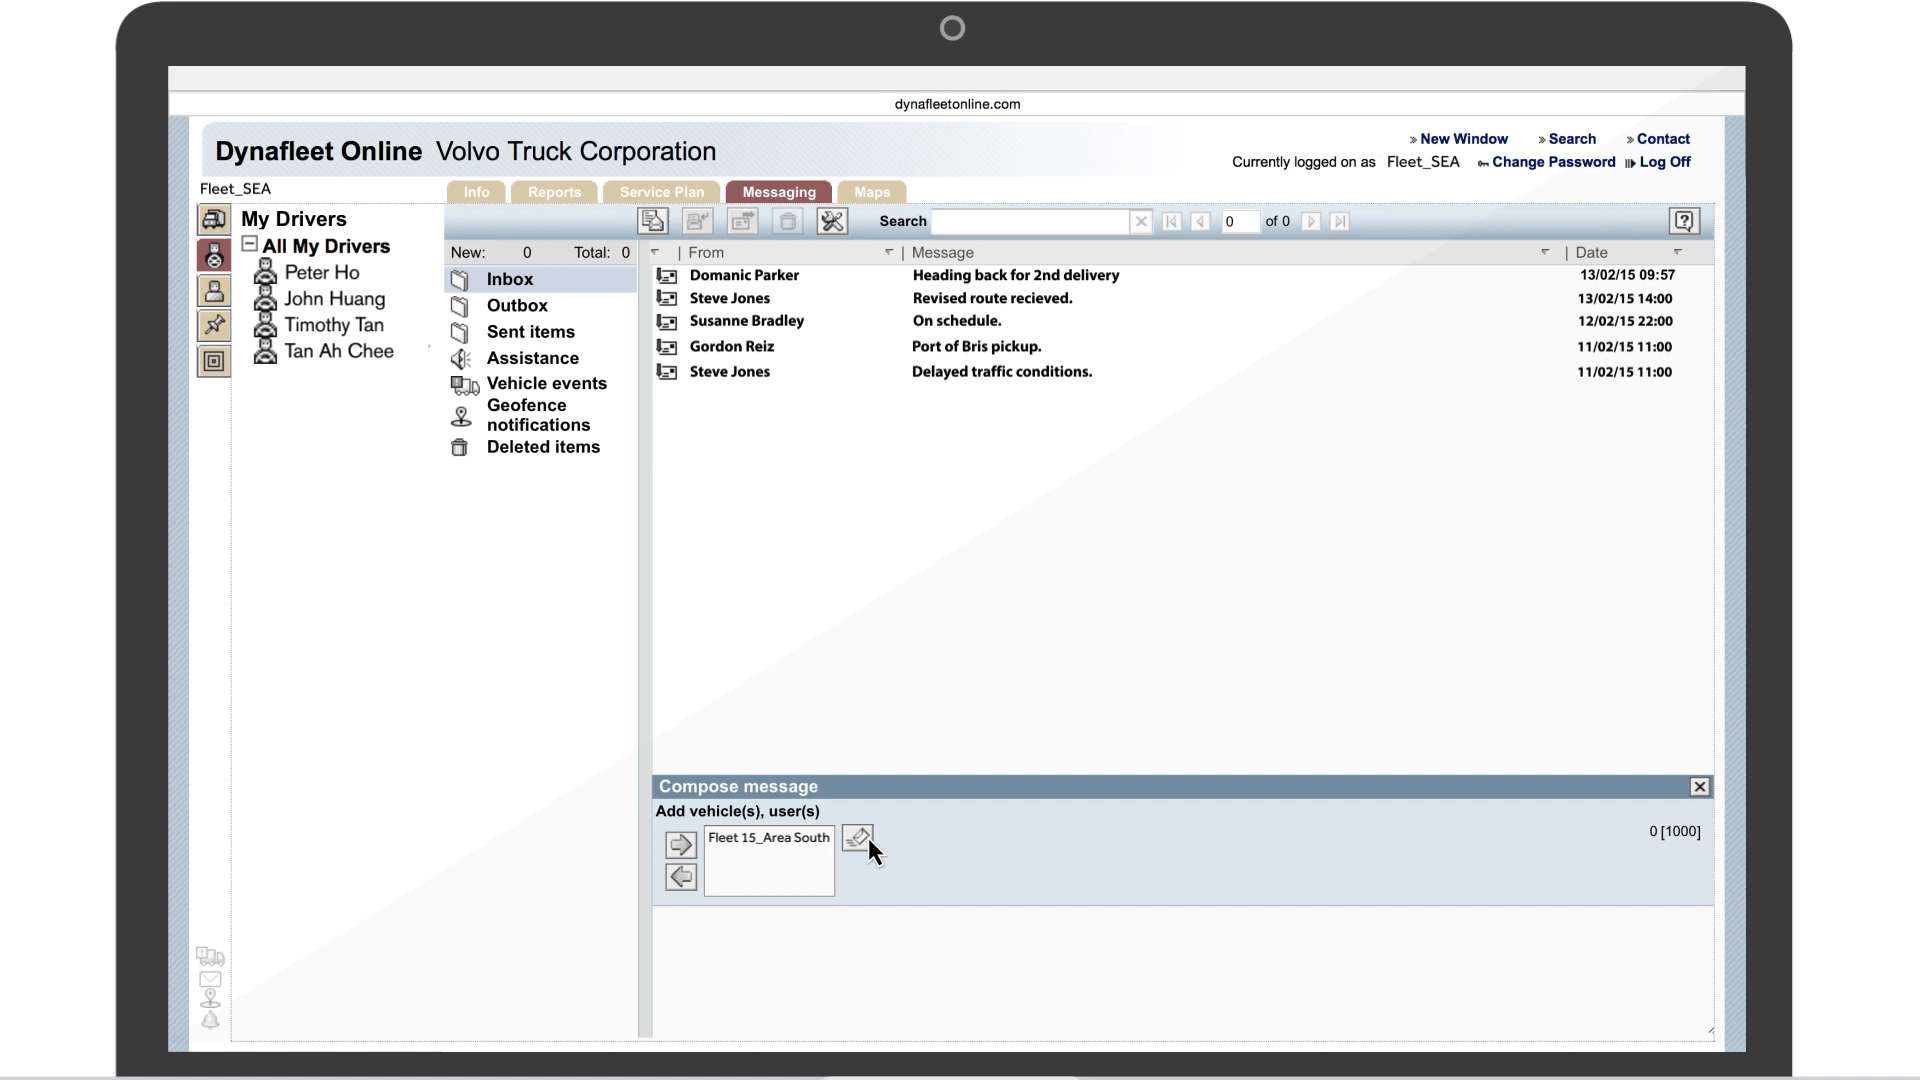 dynafleetonline.com
Dynafleet Online Volvo Truck Corporation
» New Window » Search » Contact
Currently logged on as Fleet_SEA Change Password Log Off
Fleet_SEA
Info Reports Service Plan Messaging Maps
My Drivers
All My Drivers
Peter Ho
John Huang
Timothy Tan
Tan Ah Chee
Search 0 of 0
New: 0 Total: 0
Inbox
Outbox
Sent items
Assistance
Vehicle events
Geofence
notifications
Deleted items
From Message Date
Domanic Parker Heading back for 2nd delivery 13/02/15 09:57
Steve Jones Revised route recieved. 13/02/15 14:00
Susanne Bradley On schedule. 12/02/15 22:00
Gordon Reiz Port of Bris pickup. 11/02/15 11:00
Steve Jones Delayed traffic conditions. 11/02/15 11:00
Compose message
Add vehicle(s), user(s)
Fleet 15_Area South
0 [1000]